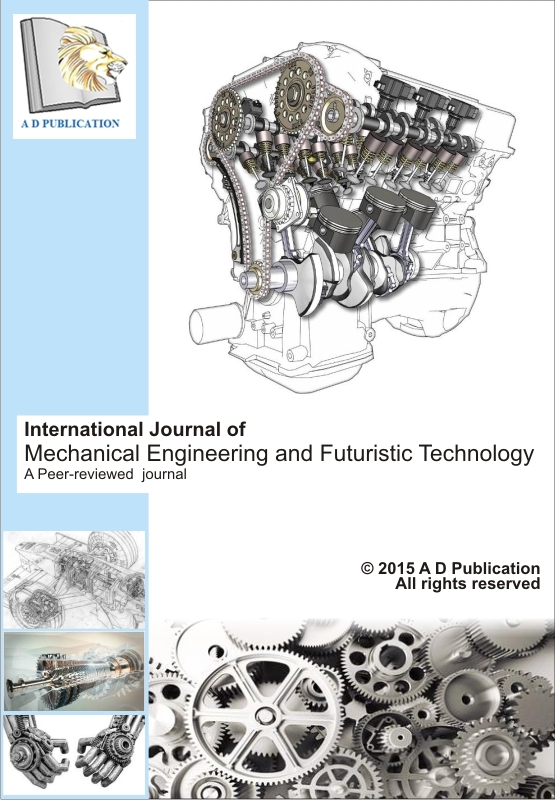 A D PUBLICATION
International Journal of
Mechanical Engineering and Futuristic Technology
A Peer-reviewed journal
© 2015 A D Publication
All rights reserved